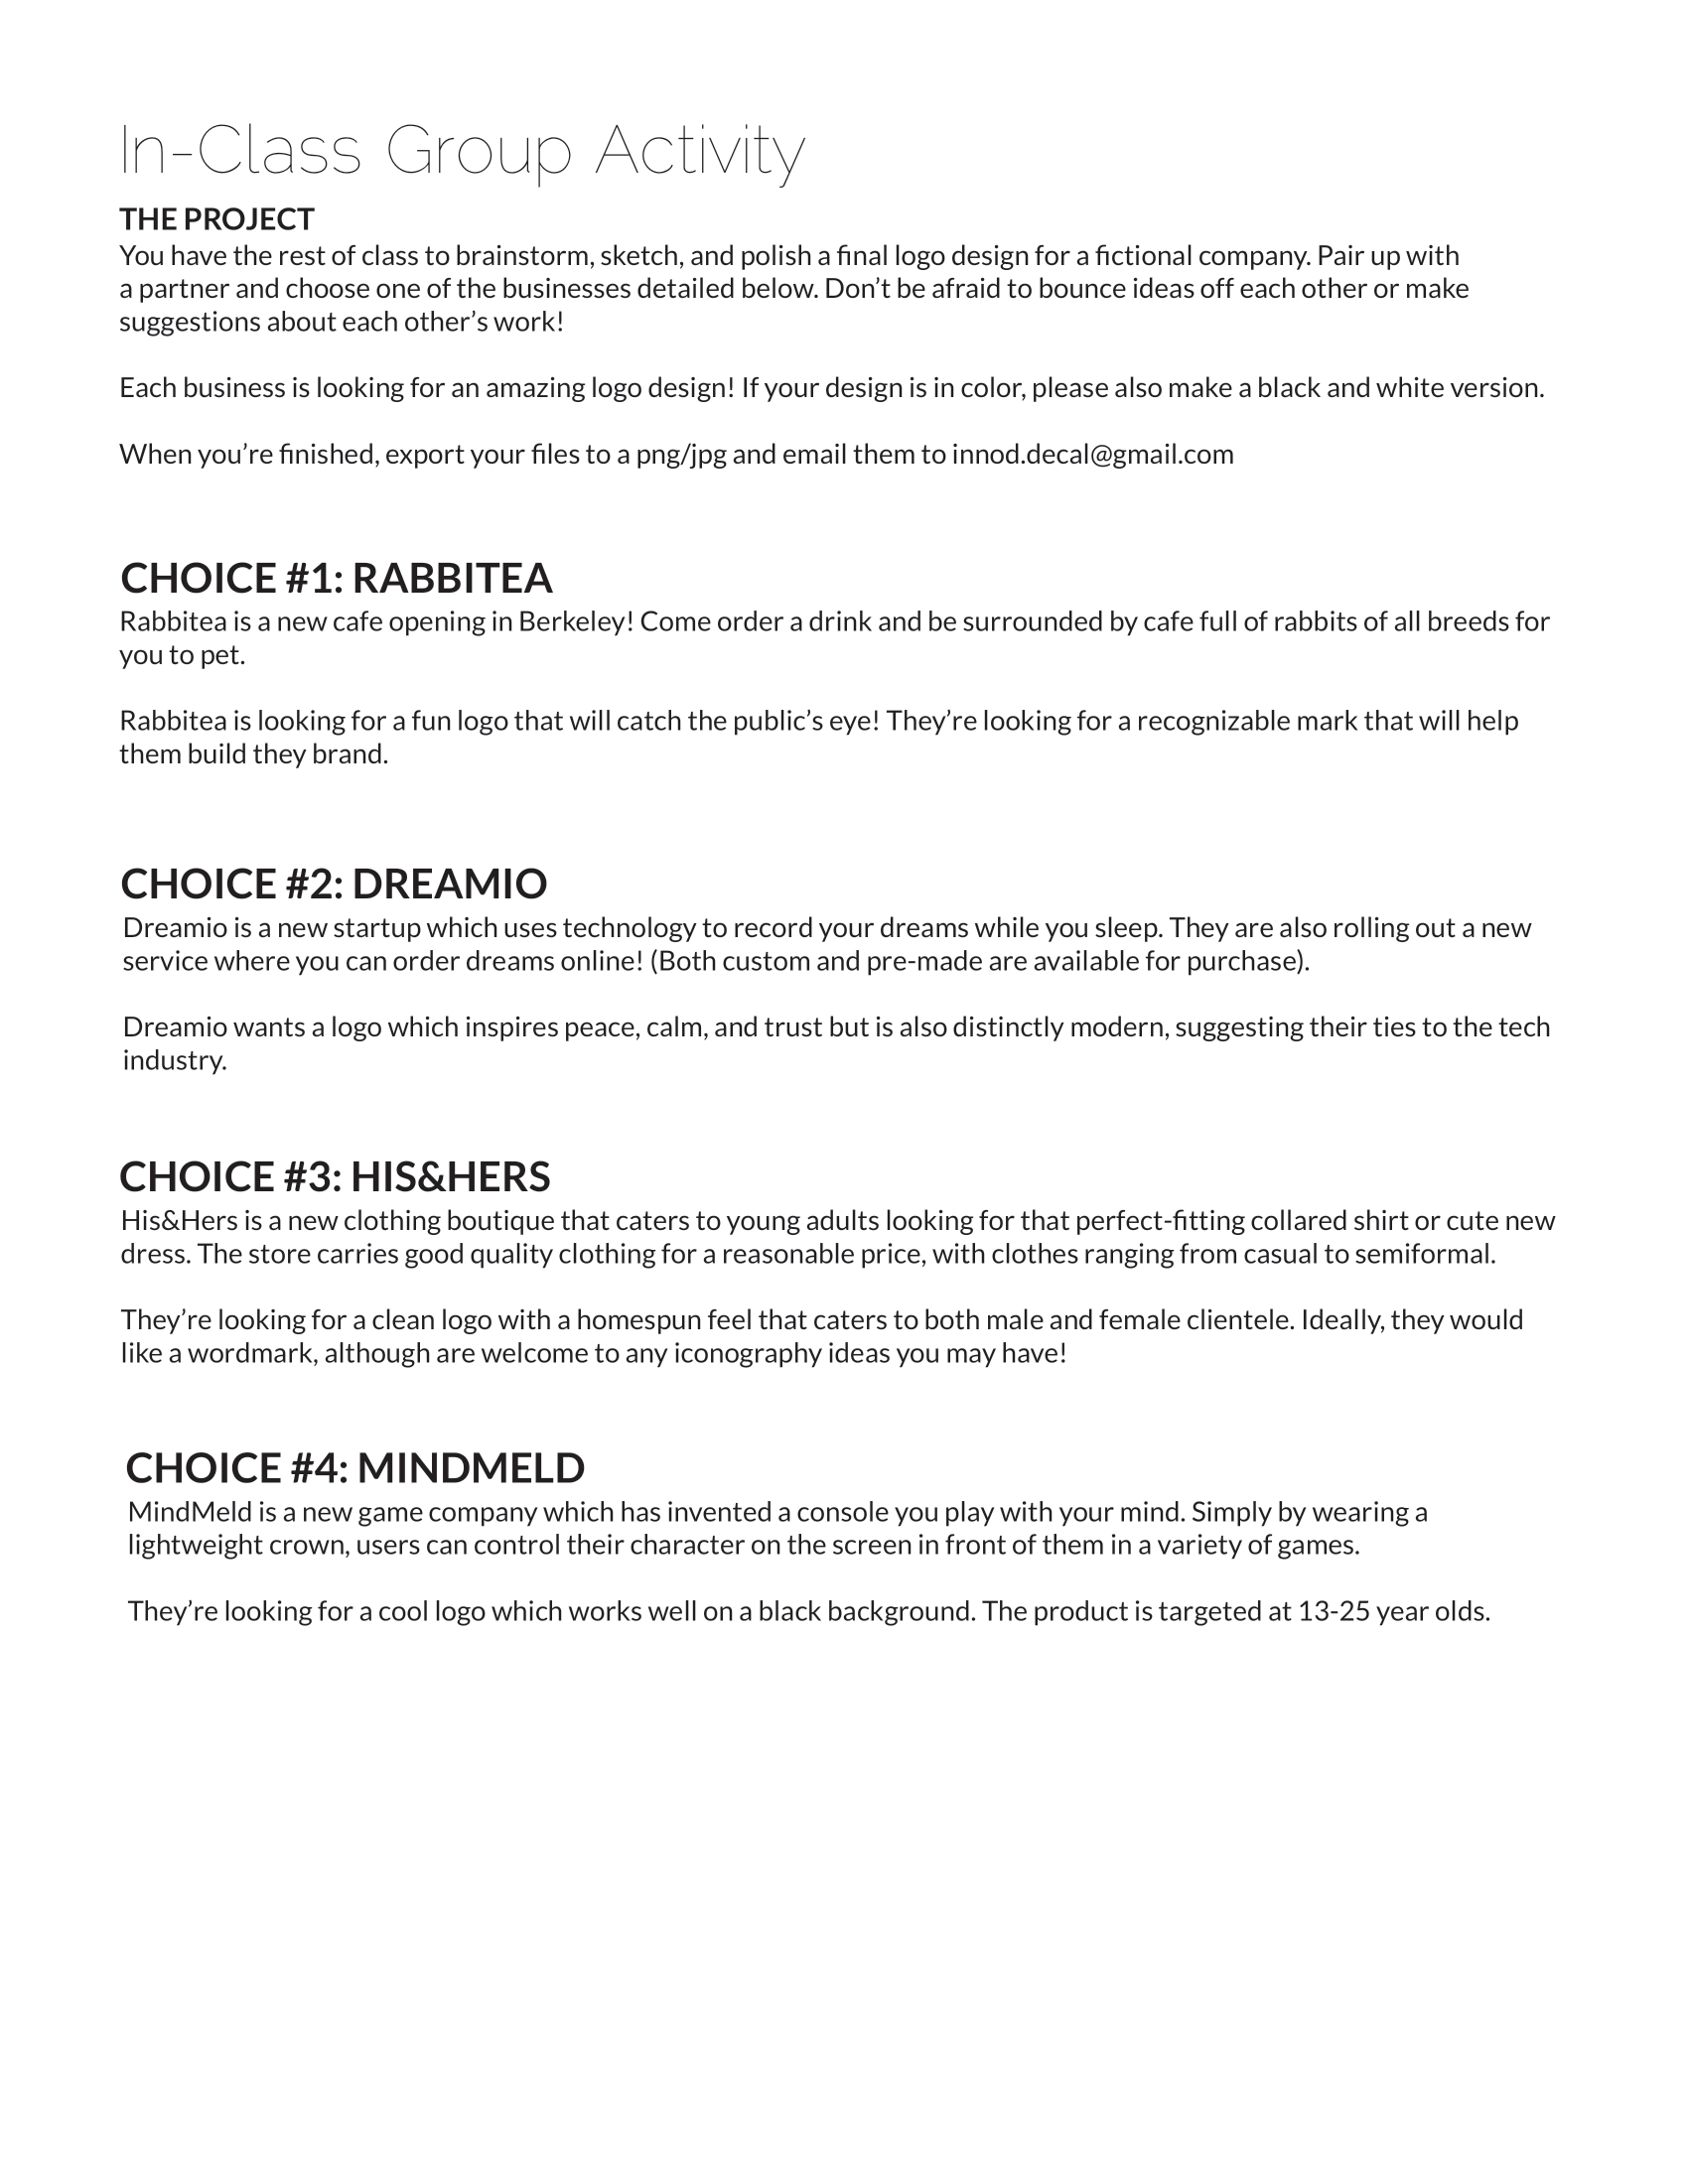 In-Class Group Activity
THE PROJECT
You have the rest of class to brainstorm, sketch, and polish a final logo design for a fictional company. Pair up with
a partner and choose one of the businesses detailed below. Don’t be afraid to bounce ideas off each other or make
suggestions about each other’s work!
Each business is looking for an amazing logo design! If your design is in color, please also make a black and white version.
When you’re finished, export your files to a png/jpg and email them to innod.decal@gmail.com
CHOICE #1: RABBITEA
Rabbitea is a new cafe opening in Berkeley! Come order a drink and be surrounded by cafe full of rabbits of all breeds for
you to pet.
Rabbitea is looking for a fun logo that will catch the public’s eye! They’re looking for a recognizable mark that will help
them build they brand.
CHOICE #2: DREAMIO
Dreamio is a new startup which uses technology to record your dreams while you sleep. They are also rolling out a new
service where you can order dreams online! (Both custom and pre-made are available for purchase).
Dreamio wants a logo which inspires peace, calm, and trust but is also distinctly modern, suggesting their ties to the tech
industry.
CHOICE #3: HIS&HERS
His&Hers is a new clothing boutique that caters to young adults looking for that perfect-fitting collared shirt or cute new
dress. The store carries good quality clothing for a reasonable price, with clothes ranging from casual to semiformal.
They’re looking for a clean logo with a homespun feel that caters to both male and female clientele. Ideally, they would
like a wordmark, although are welcome to any iconography ideas you may have!
CHOICE #4: MINDMELD
MindMeld is a new game company which has invented a console you play with your mind. Simply by wearing a
lightweight crown, users can control their character on the screen in front of them in a variety of games.
They’re looking for a cool logo which works well on a black background. The product is targeted at 13-25 year olds.